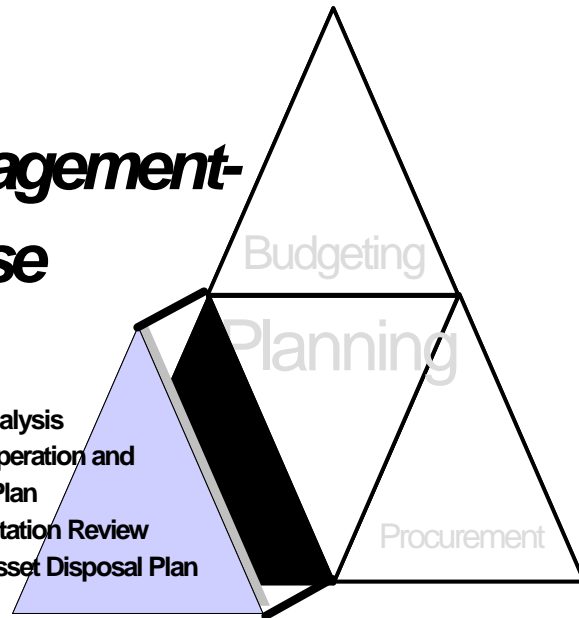 agement-
se
Budgeting
Planning
alysis
peration and
Plan
tation Review
sset Disposal Plan
Procurement